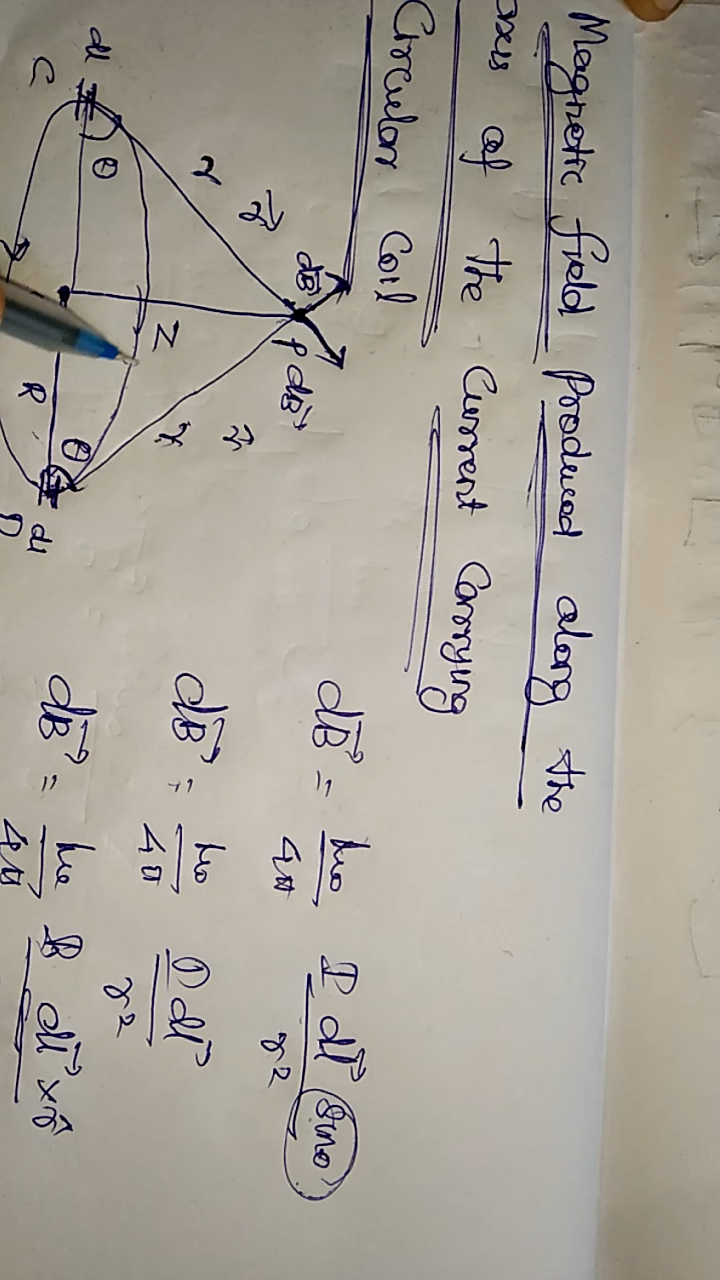 Magnetic field Produced along the
axis of the Current Carrying
Circular Coil
dB⃗ = μ₀/4π I dl⃗ sinθ/r²
dB⃗ = μ₀/4π I dl⃗/r²
dB⃗ = μ₀/4π dl⃗ × r̂
dB⃗
P dB⃗
r r⃗
r r̂
Z
θ
θ
R
dl
C
dl
D